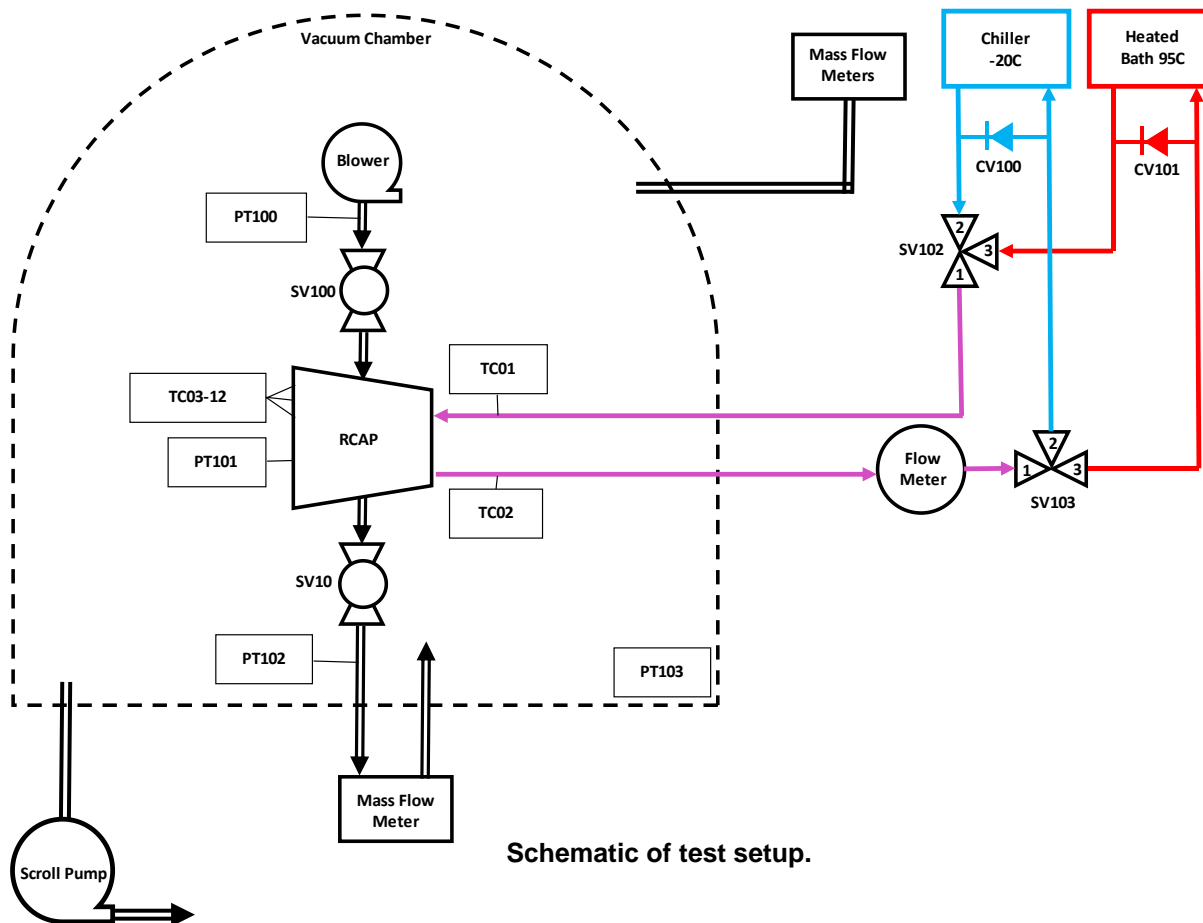 Vacuum Chamber
Mass Flow
Meters
Chiller
-20C
Heated
Bath 95C
Blower
CV100
CV101
PT100
2
SV102
3
1
SV100
TC01
TC03-12
RCAP
PT101
Flow
Meter
2
1
3
TC02
SV103
SV10
PT102
PT103
Mass Flow
Meter
Schematic of test setup.
Scroll Pump